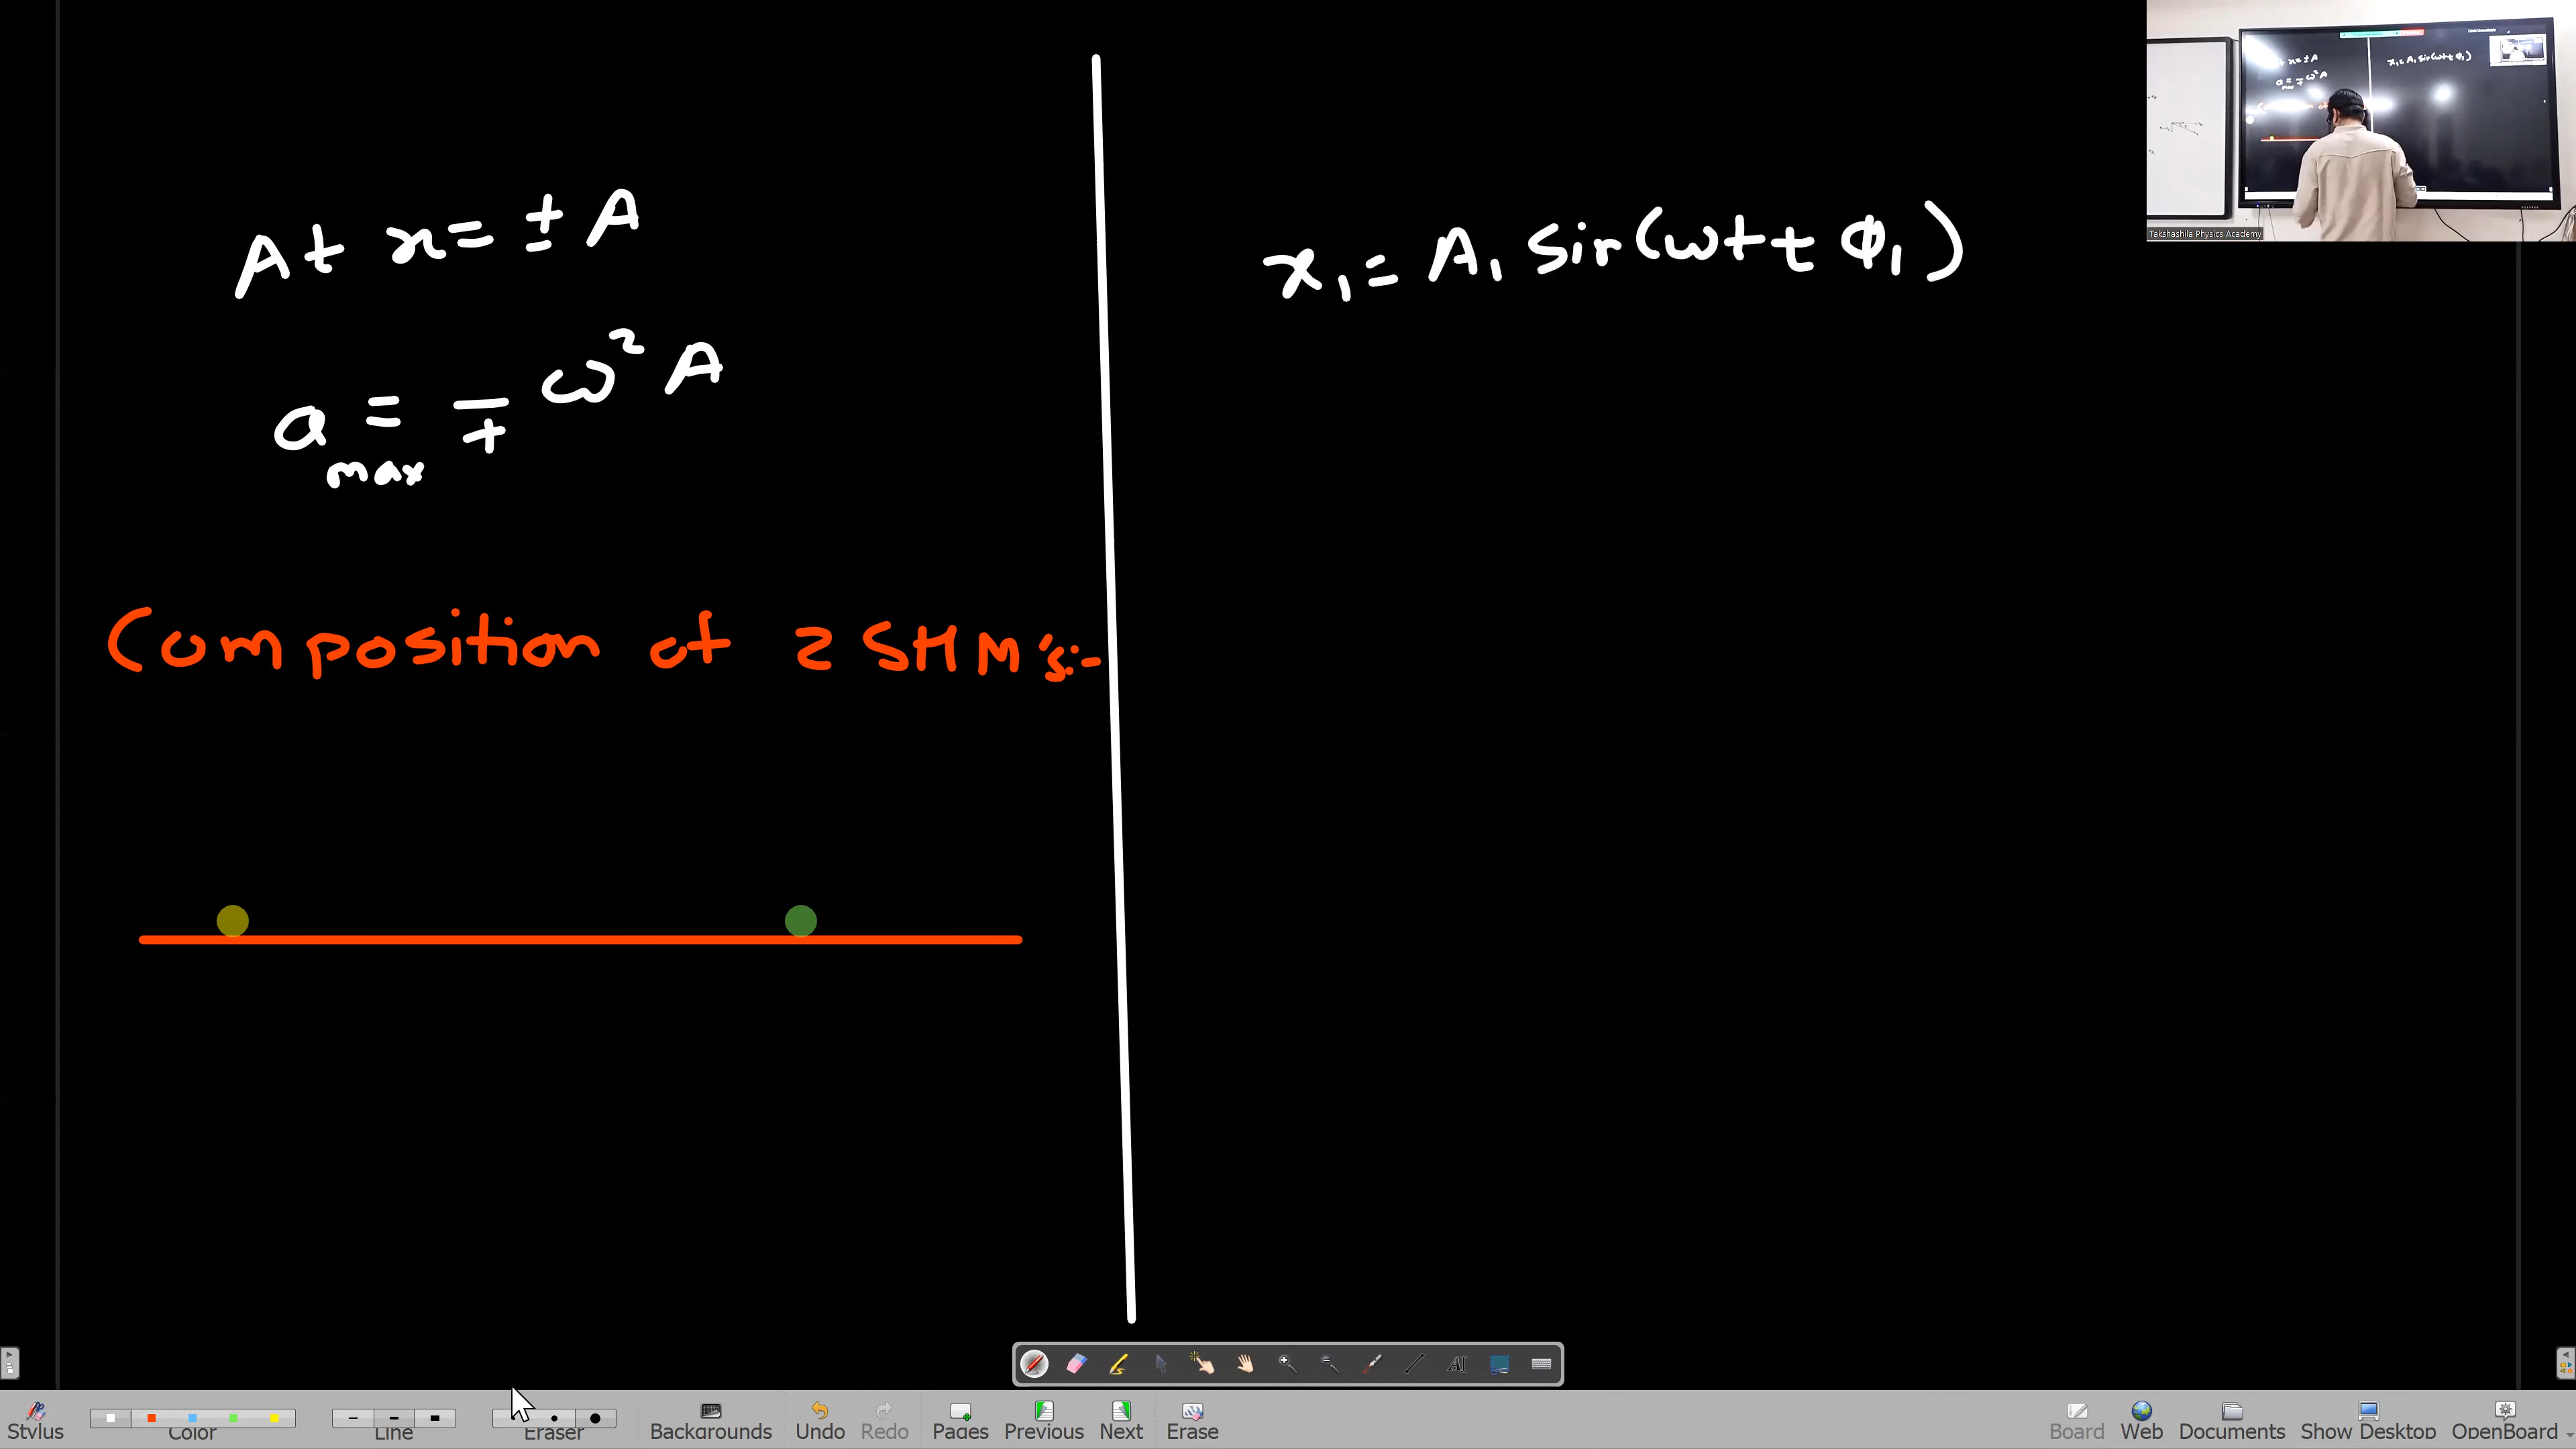 At x = ± A
a max = ∓ ω² A
Composition of 2 SHM's:-
x₁ = A₁ sin(ωt + φ₁)
Takshashila Physics Academy
Stylus
Color
Line
Eraser
Backgrounds
Undo
Redo
Pages
Previous
Next
Erase
Board
Web
Documents
Show Desktop
OpenBoard